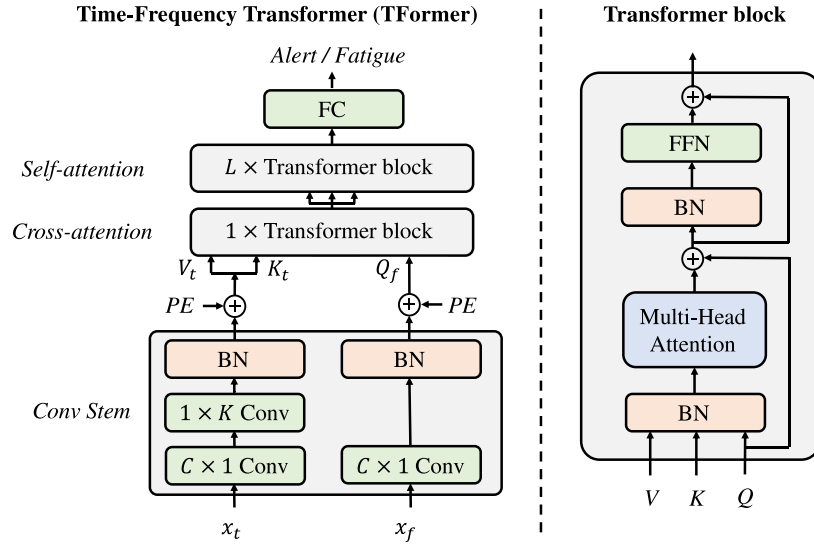 Time-Frequency Transformer (TFormer)
Alert / Fatigue
FC
Self-attention
L × Transformer block
Cross-attention
1 × Transformer block
V_t
K_t
Q_f
PE
PE
BN
BN
Conv Stem
1 × K Conv
C × 1 Conv
C × 1 Conv
x_t
x_f
Transformer block
FFN
BN
Multi-Head
Attention
BN
V K Q